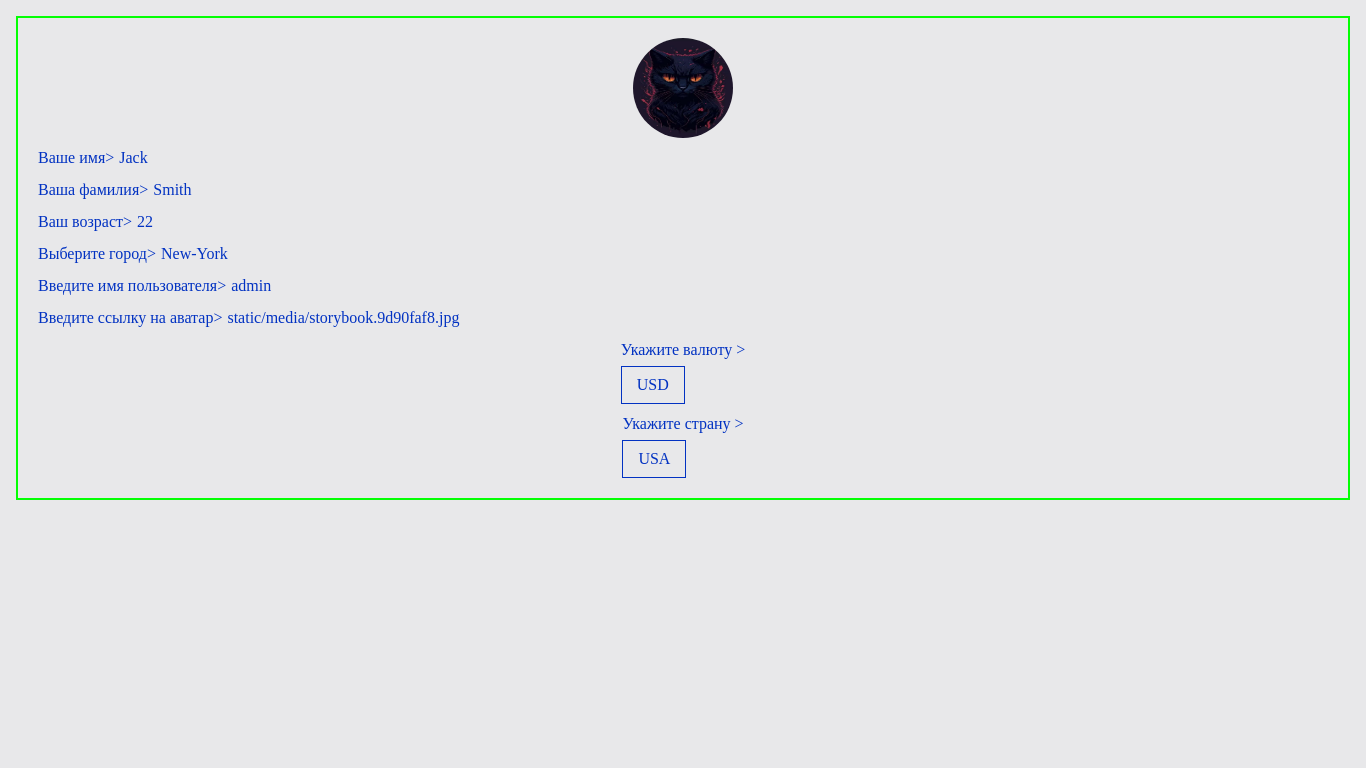 Ваше имя> Jack
Ваша фамилия> Smith
Ваш возраст> 22
Выберите город> New-York
Введите имя пользователя> admin
Введите ссылку на аватар> static/media/storybook.9d90faf8.jpg
Укажите валюту >
USD
Укажите страну >
USA